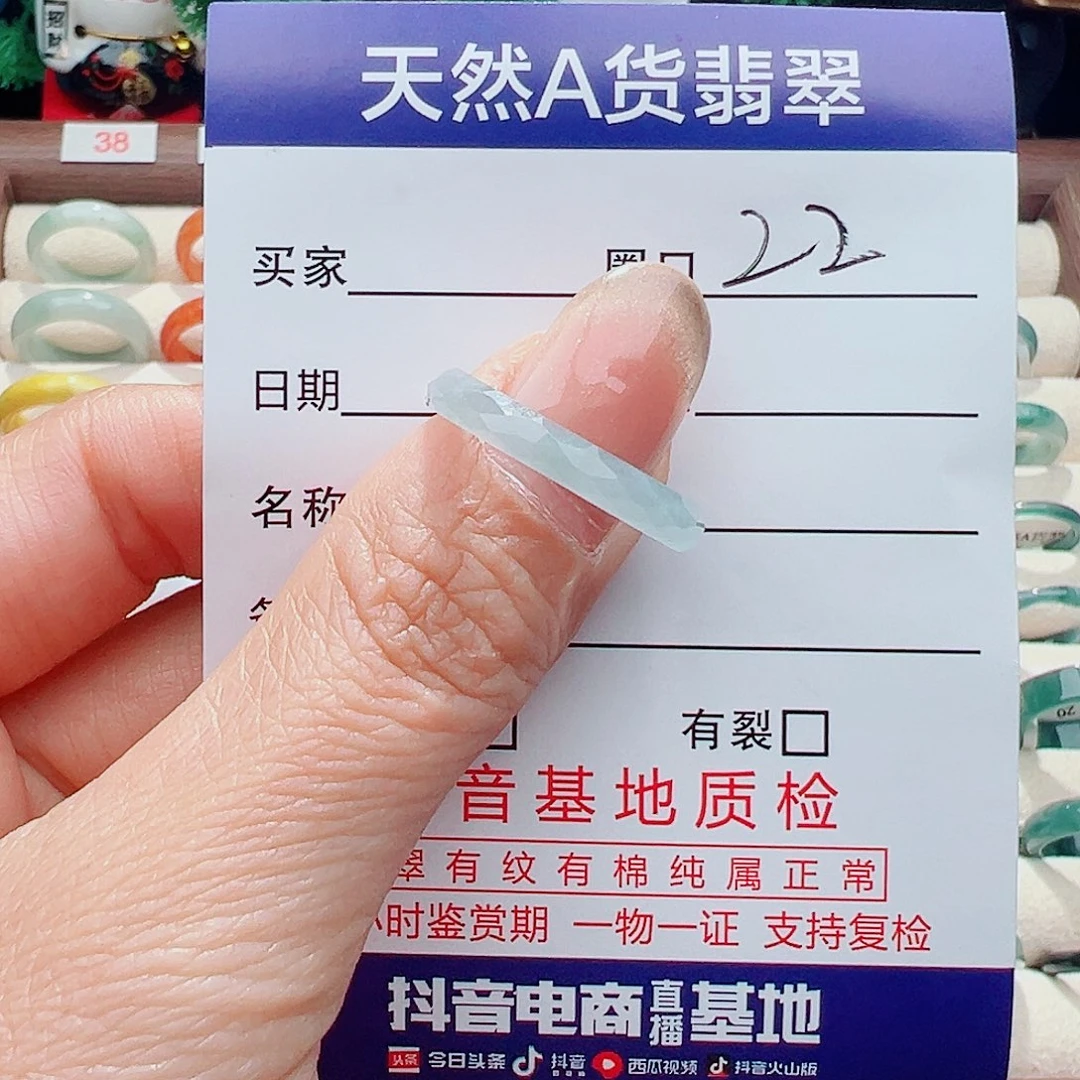 招财
38
天然A货翡翠
买家 圈口 22
日期
名称
有裂
音基地质检
翠有纹有棉纯属正常
小时鉴赏期 一物一证 支持复检
抖音电商直播基地
头条 今日头条 抖音 西瓜视频 抖音火山版
20